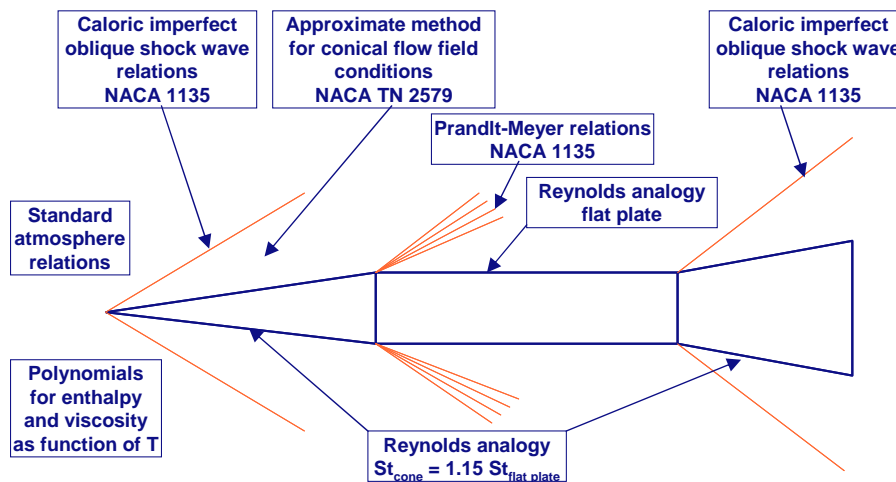 Caloric imperfect
oblique shock wave
relations
NACA 1135
Approximate method
for conical flow field
conditions
NACA TN 2579
Caloric imperfect
oblique shock wave
relations
NACA 1135
Prandlt-Meyer relations
NACA 1135
Reynolds analogy
flat plate
Standard
atmosphere
relations
Polynomials
for enthalpy
and viscosity
as function of T
Reynolds analogy
St_cone = 1.15 St_flat plate